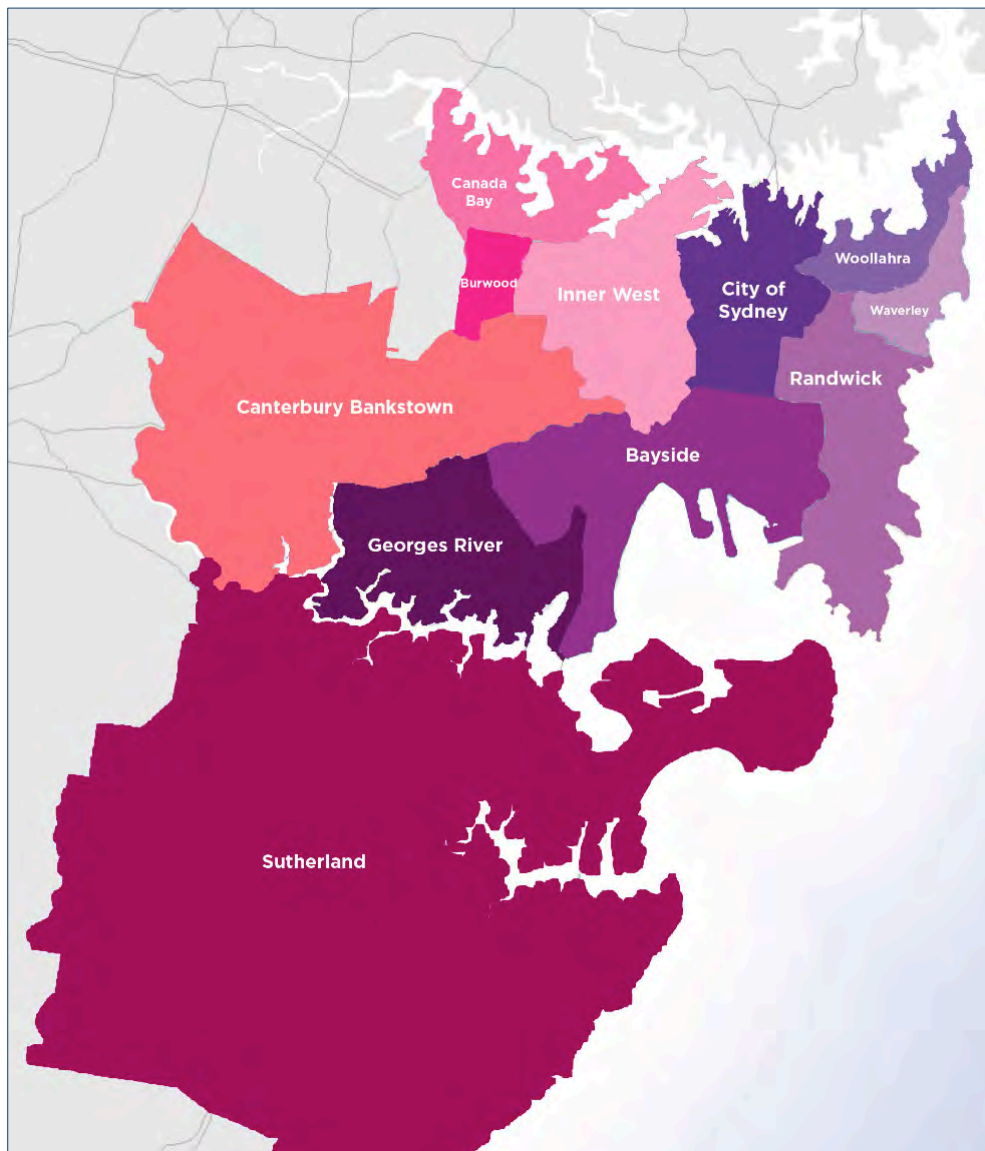 Canada
Bay
Burwood
Inner West
City of
Sydney
Woollahra
Waverley
Randwick
Canterbury Bankstown
Bayside
Georges River
Sutherland